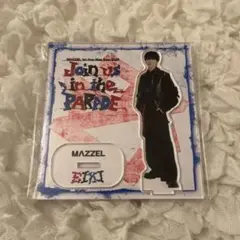 Join us
in the
PARADE
MAZZEL
EIKI